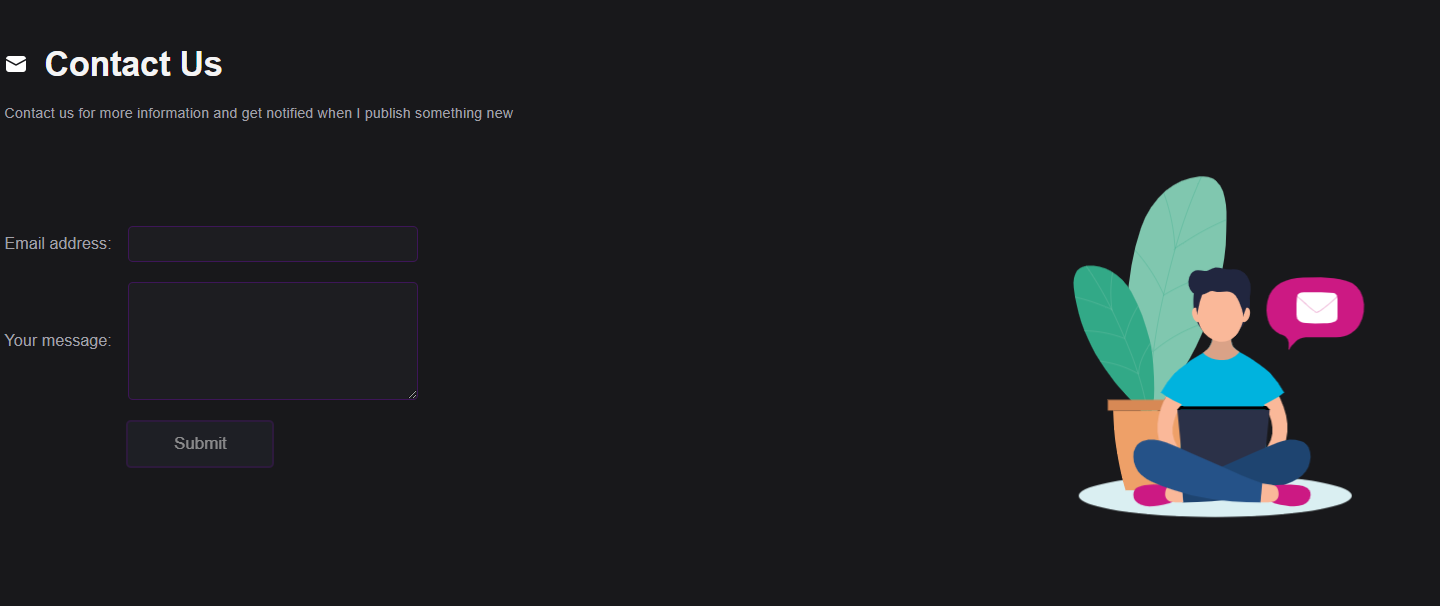 Contact Us
Contact us for more information and get notified when I publish something new
Email address:
Your message:
Submit